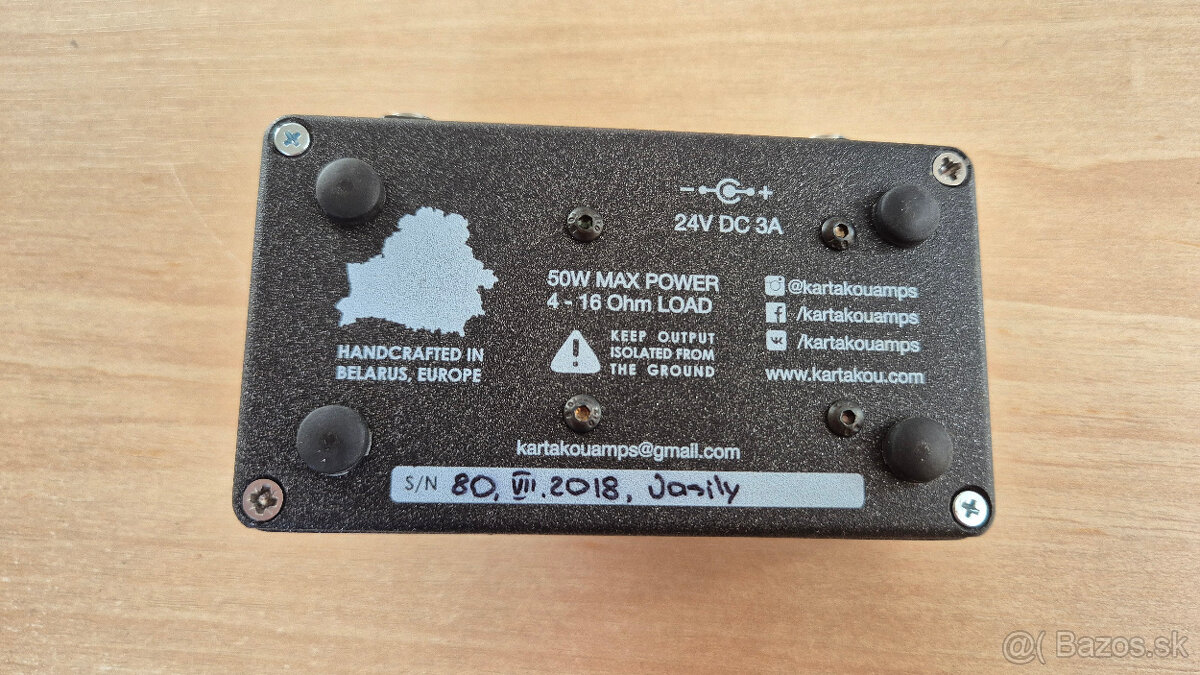 - +
24V DC 3A
50W MAX POWER
4 - 16 Ohm LOAD
KEEP OUTPUT
ISOLATED FROM
THE GROUND
@kartakouamps
/kartakouamps
/kartakouamps
www.kartakou.com
HANDCRAFTED IN
BELARUS, EUROPE
kartakouamps@gmail.com
S/N 80, VII.2018, Vasily
@( Bazos.sk